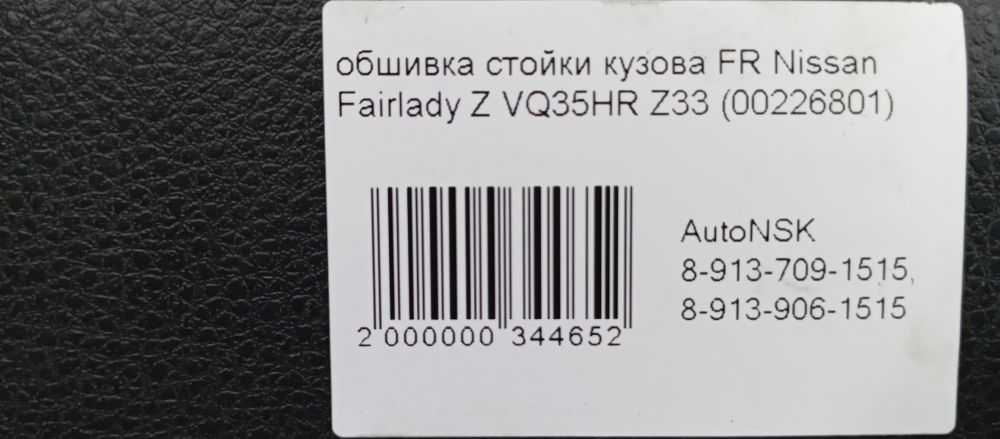 обшивка стойки кузова FR Nissan
Fairlady Z VQ35HR Z33 (00226801)
AutoNSK
8-913-709-1515,
8-913-906-1515
2 000000 344652